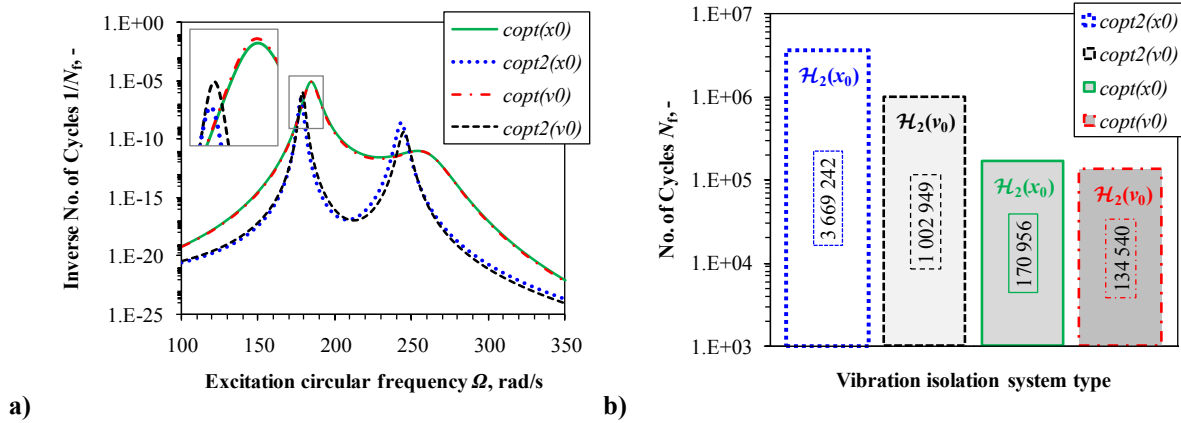 Inverse No. of Cycles 1/Nf, -
1.E+00
1.E-05
1.E-10
1.E-15
1.E-20
1.E-25
100 150 200 250 300 350
Excitation circular frequency Ω, rad/s
copt(x0)
copt2(x0)
copt(v0)
copt2(v0)
a)
No. of Cycles Nf, -
1.E+07
1.E+06
1.E+05
1.E+04
1.E+03
H2(x0)
3 669 242
H2(v0)
1 002 949
H2(x0)
170 956
H2(v0)
134 540
copt2(x0)
copt2(v0)
copt(x0)
copt(v0)
Vibration isolation system type
b)